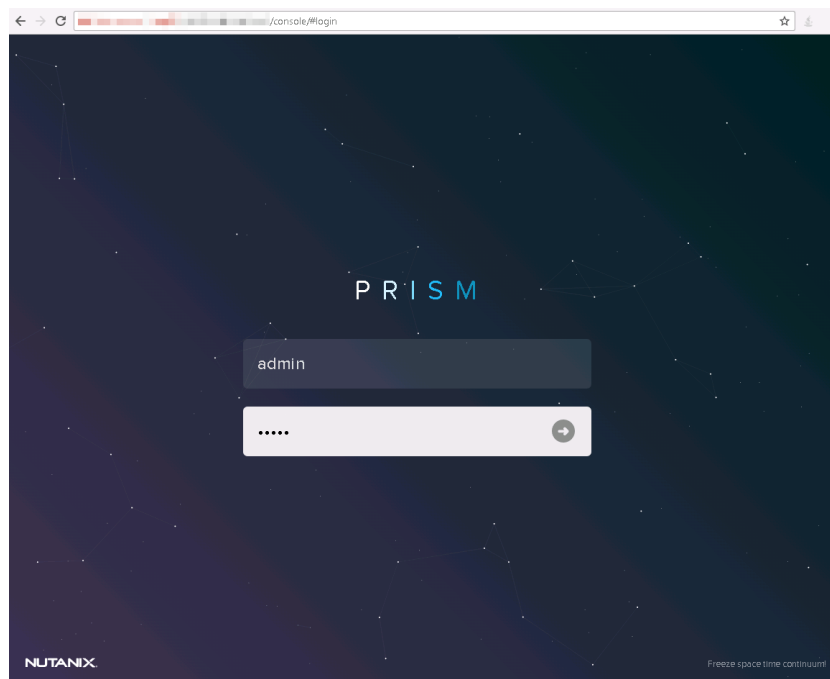 /console/#login
PRISM
admin
•••••
NUTANIX
Freeze space time continuum!